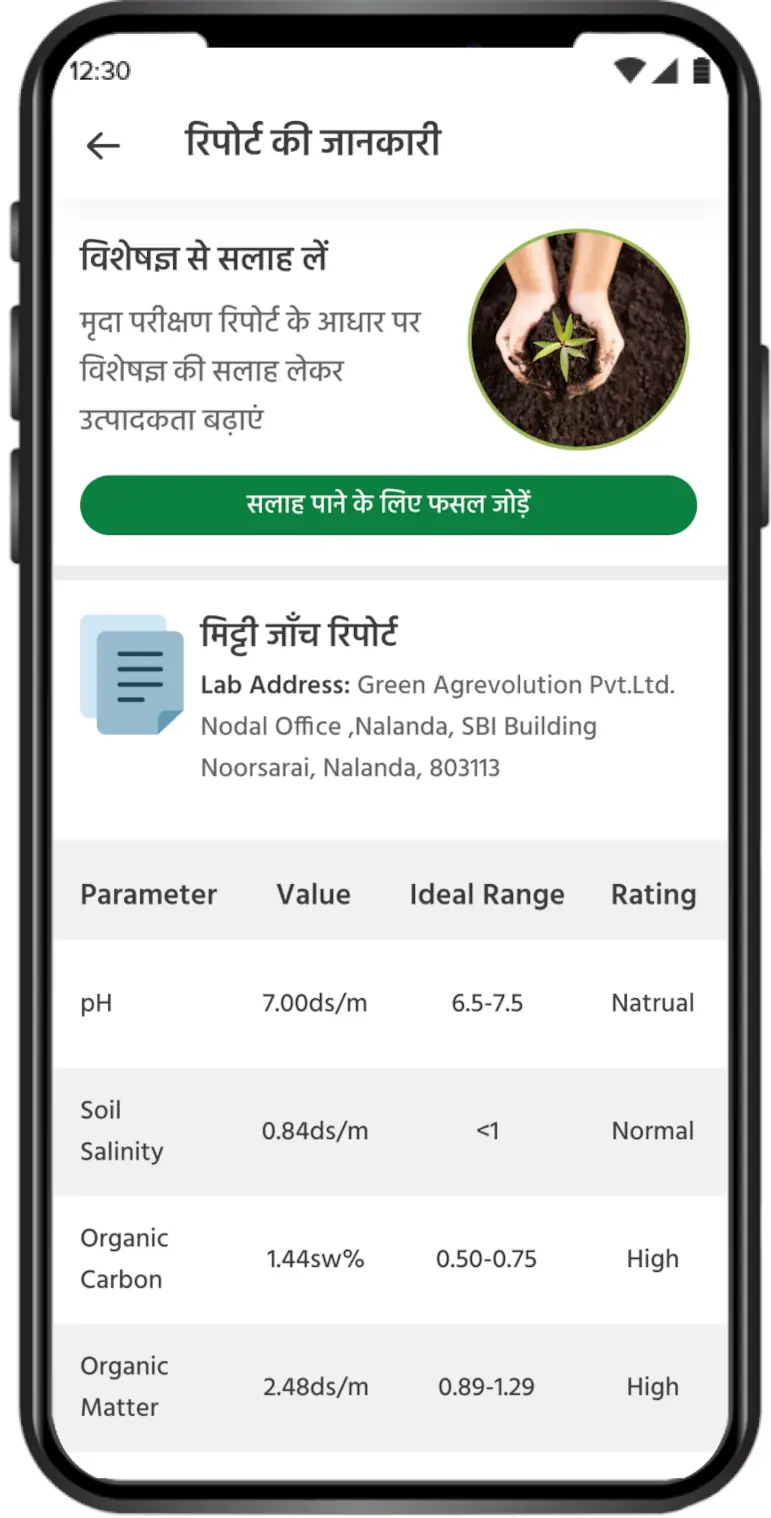 12:30
रिपोर्ट की जानकारी
विशेषज्ञ से सलाह लें
मृदा परीक्षण रिपोर्ट के आधार पर
विशेषज्ञ की सलाह लेकर
उत्पादकता बढ़ाएं
सलाह पाने के लिए फसल जोड़ें
मिट्टी जाँच रिपोर्ट
Lab Address: Green Agrevolution Pvt.Ltd.
Nodal Office ,Nalanda, SBI Building
Noorsarai, Nalanda, 803113
Parameter Value Ideal Range Rating
pH 7.00ds/m 6.5-7.5 Natrual
Soil
Salinity 0.84ds/m <1 Normal
Organic
Carbon 1.44sw% 0.50-0.75 High
Organic
Matter 2.48ds/m 0.89-1.29 High